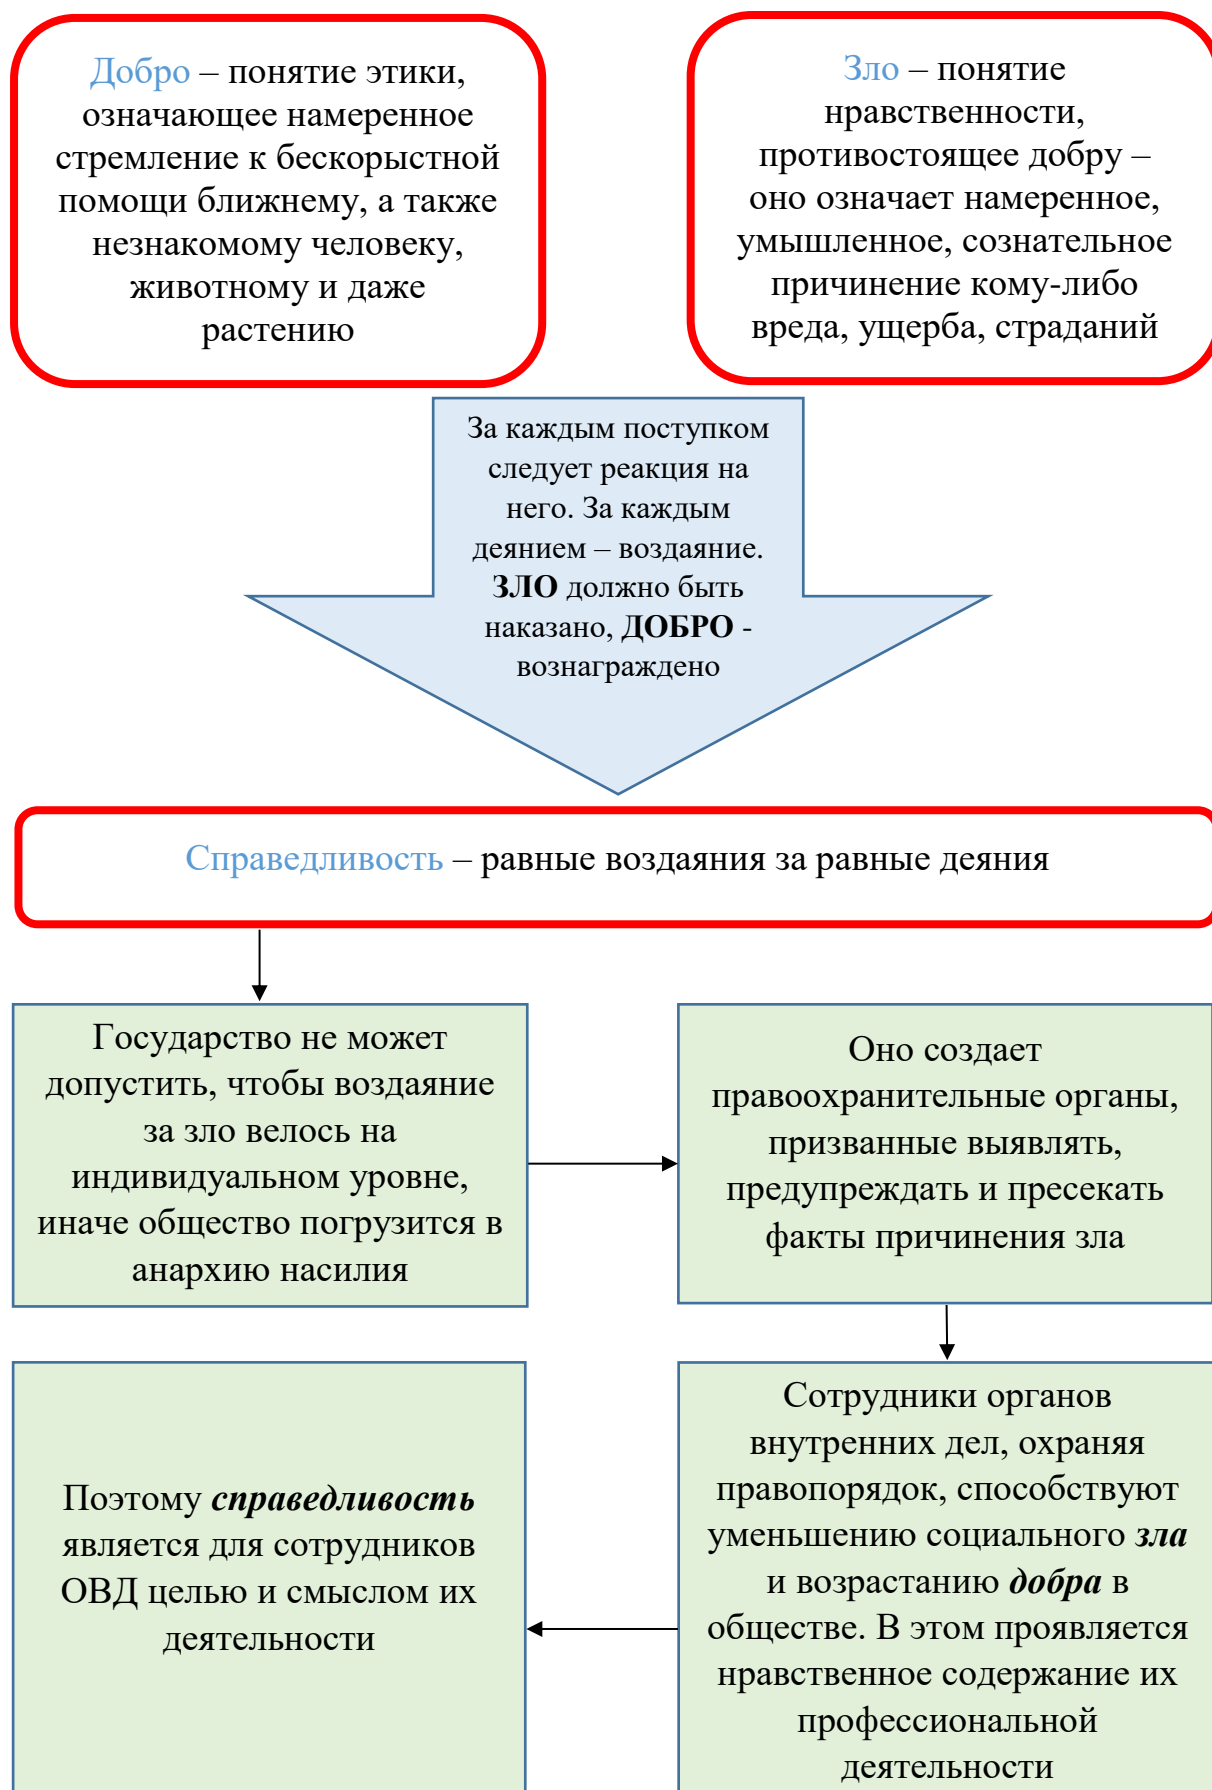 Добро – понятие этики,
означающее намеренное
стремление к бескорыстной
помощи ближнему, а также
незнакомому человеку,
животному и даже
растению
Зло – понятие
нравственности,
противостоящее добру –
оно означает намеренное,
умышленное, сознательное
причинение кому-либо
вреда, ущерба, страданий
За каждым поступком
следует реакция на
него. За каждым
деянием – воздаяние.
ЗЛО должно быть
наказано, ДОБРО -
вознаграждено
Справедливость – равные воздаяния за равные деяния
Государство не может
допустить, чтобы воздаяние
за зло велось на
индивидуальном уровне,
иначе общество погрузится в
анархию насилия
Оно создает
правоохранительные органы,
призванные выявлять,
предупреждать и пресекать
факты причинения зла
Сотрудники органов
внутренних дел, охраняя
правопорядок, способствуют
уменьшению социального зла
и возрастанию добра в
обществе. В этом проявляется
нравственное содержание их
профессиональной
деятельности
Поэтому справедливость
является для сотрудников
ОВД целью и смыслом их
деятельности